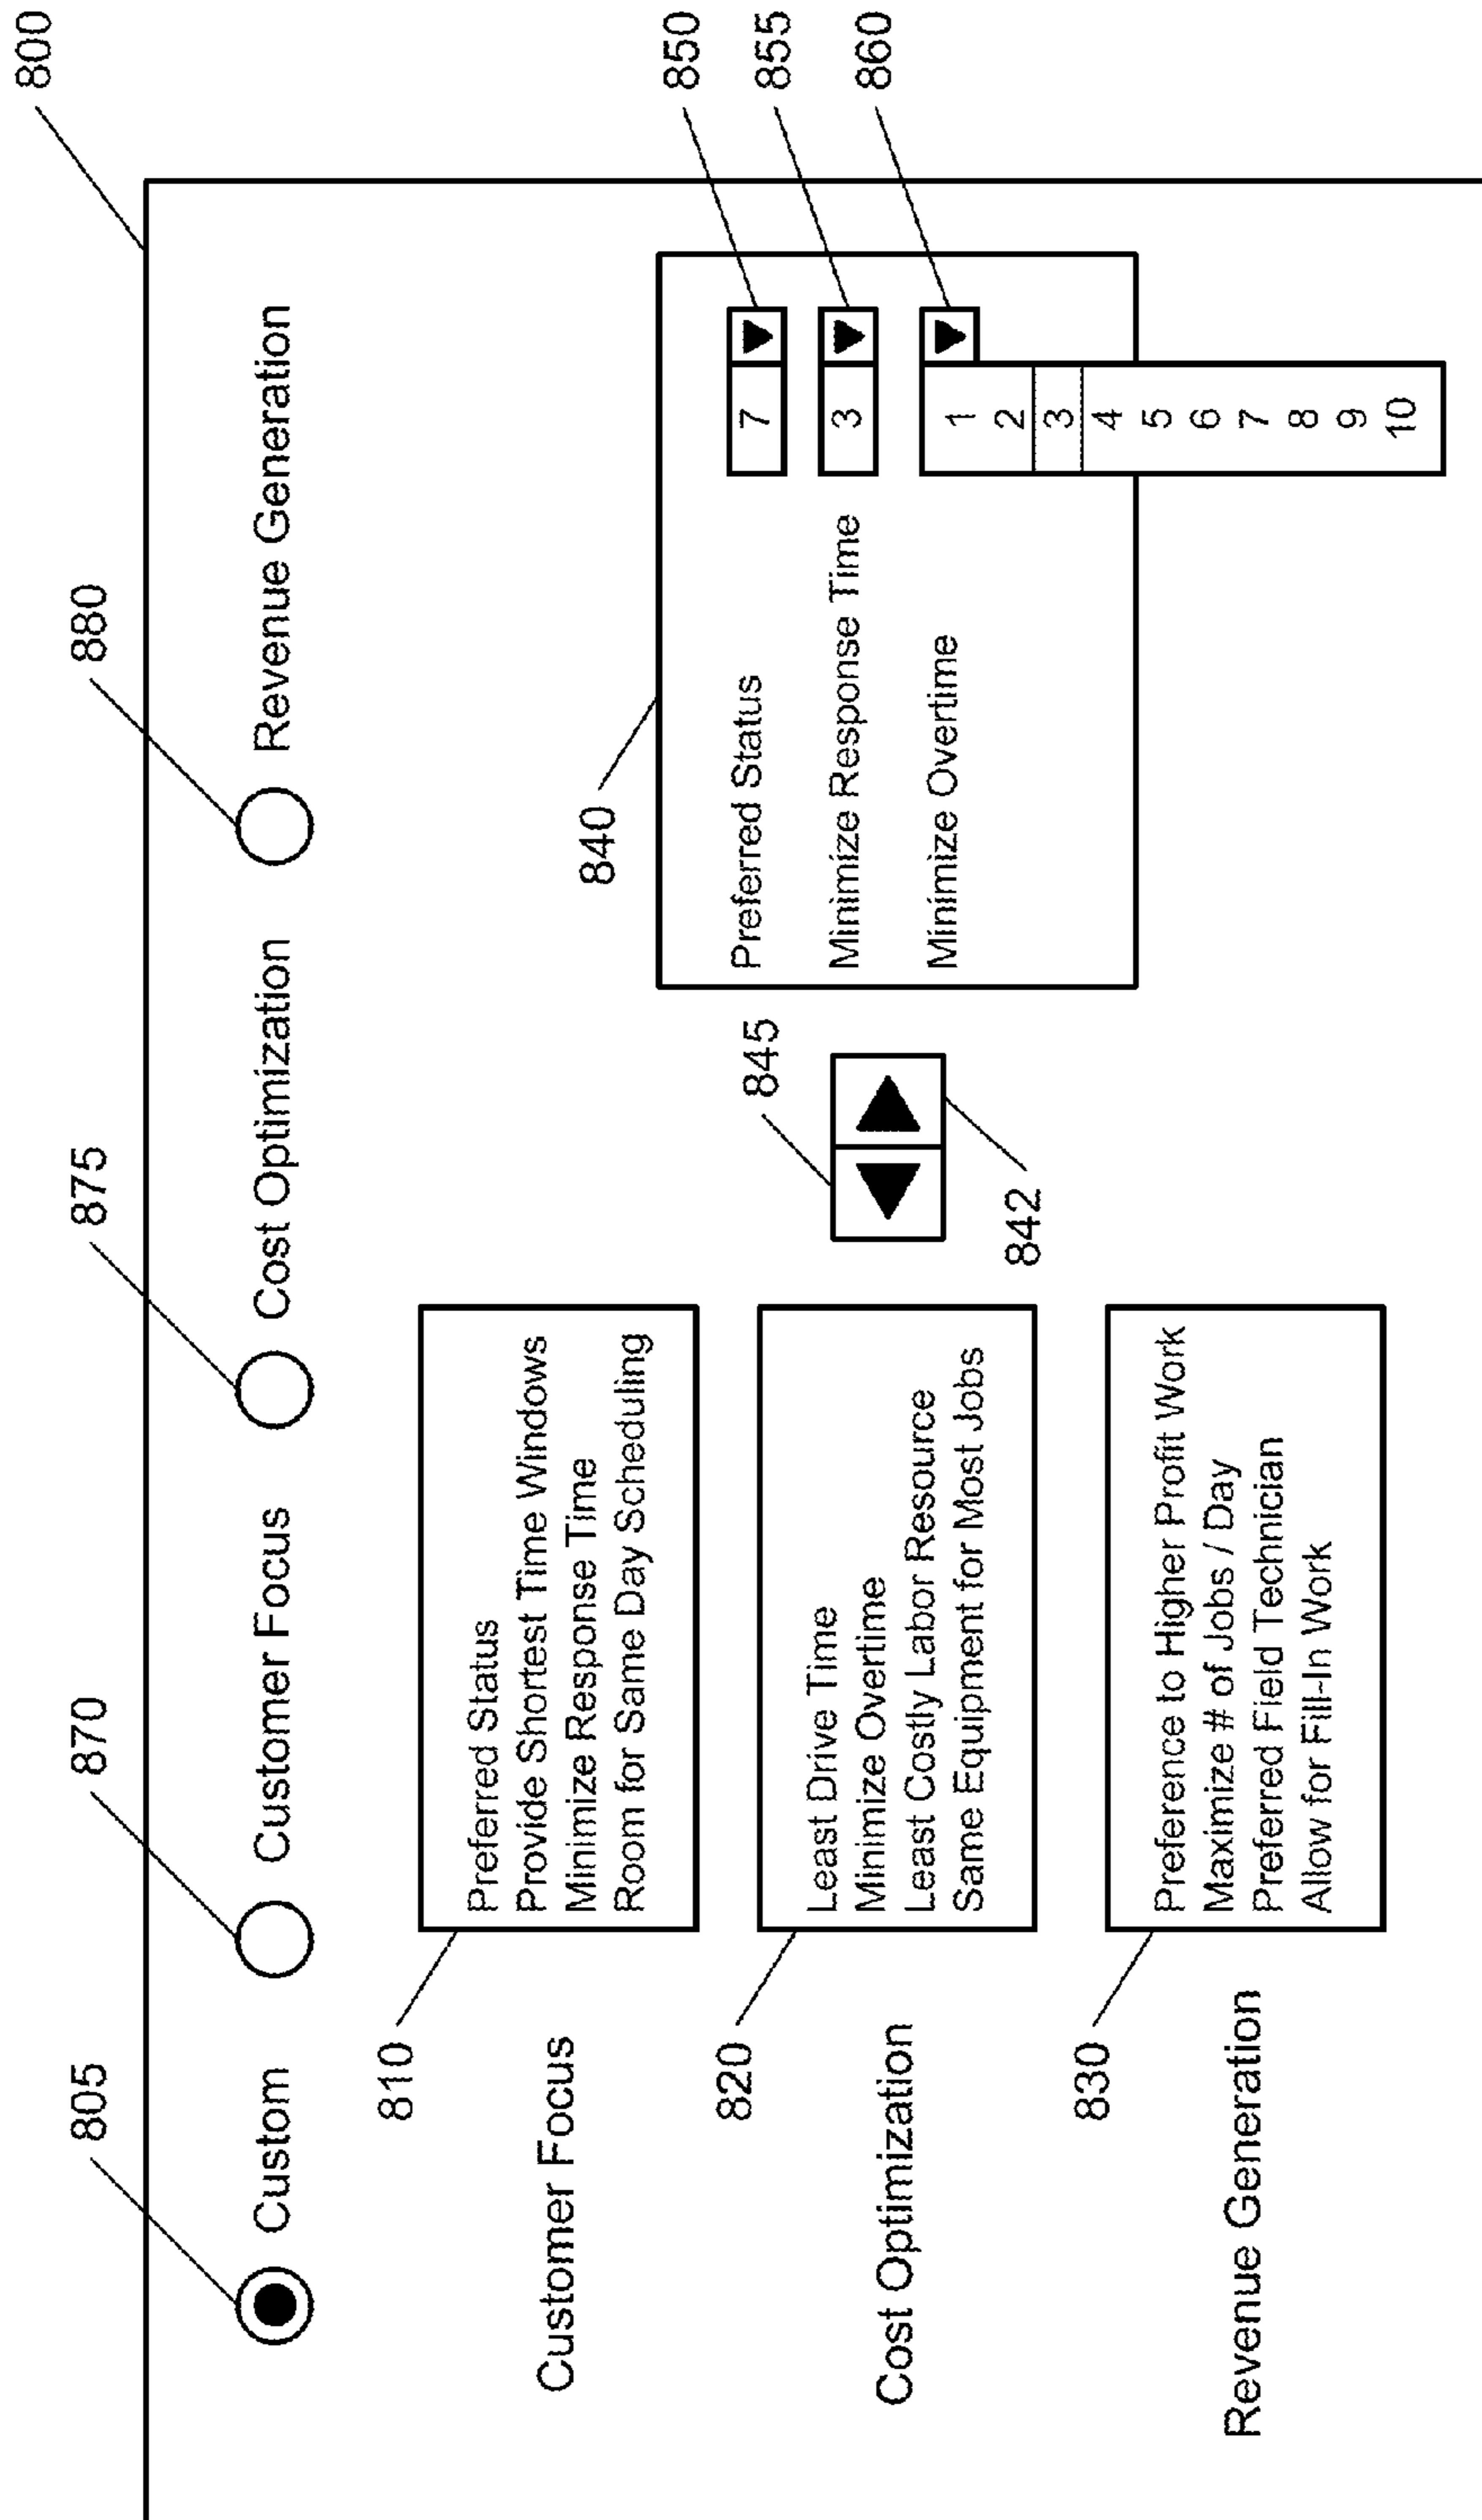 800
805
870
875
880
Custom
Customer Focus
Cost Optimization
Revenue Generation
810
Customer Focus
Preferred Status
Provide Shortest Time Windows
Minimize Response Time
Room for Same Day Scheduling
820
Cost Optimization
Least Drive Time
Minimize Overtime
Least Costly Labor Resource
Same Equipment for Most Jobs
830
Revenue Generation
Preference to Higher Profit Work
Maximize # of Jobs / Day
Preferred Field Technician
Allow for Fill-In Work
845
842
840
Preferred Status
7
850
Minimize Response Time
3
855
Minimize Overtime
860
1
2
3
4
5
6
7
8
9
10